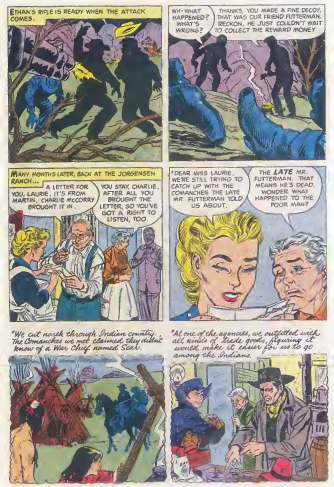 ETHAN'S RIFLE IS READY WHEN THE ATTACK
COMES.
WH-WHAT
HAPPENED?
WHAT'S
WRONG?
THANKS, YOU MADE A FINE DECOY,
THAT WAS OUR FRIEND FUTTERMAN.
RECKON, HE JUST COULDN'T WAIT
TO COLLECT THE REWARD MONEY
MANY MONTHS LATER, BACK AT THE JORGENSEN
RANCH...
A LETTER FOR
YOU, LAURIE, IT'S FROM
MARTIN. CHARLIE McCORRY
BROUGHT IT IN.
YOU STAY, CHARLIE,
AFTER ALL YOU
BROUGHT THE
LETTER, SO YOU'VE
GOT A RIGHT TO
LISTEN, TOO.
"DEAR MISS LAURIE,
WE'RE STILL TRYING TO
CATCH UP WITH THE
COMANCHES THE LATE
MR FUTTERMAN TOLD
US ABOUT.
THE LATE MR.
FUTTERMAN. THAT
MEANS HE'S DEAD.
WONDER WHAT
HAPPENED TO THE
POOR MAN?
"We cut north through Indian country.
The Comanches we met claimed they didn't
know of a War Chief named Scar.
"At one of the agencies, we outfitted with
all kinds of trade goods, figuring it
would make it easier for us to go
among the Indians.